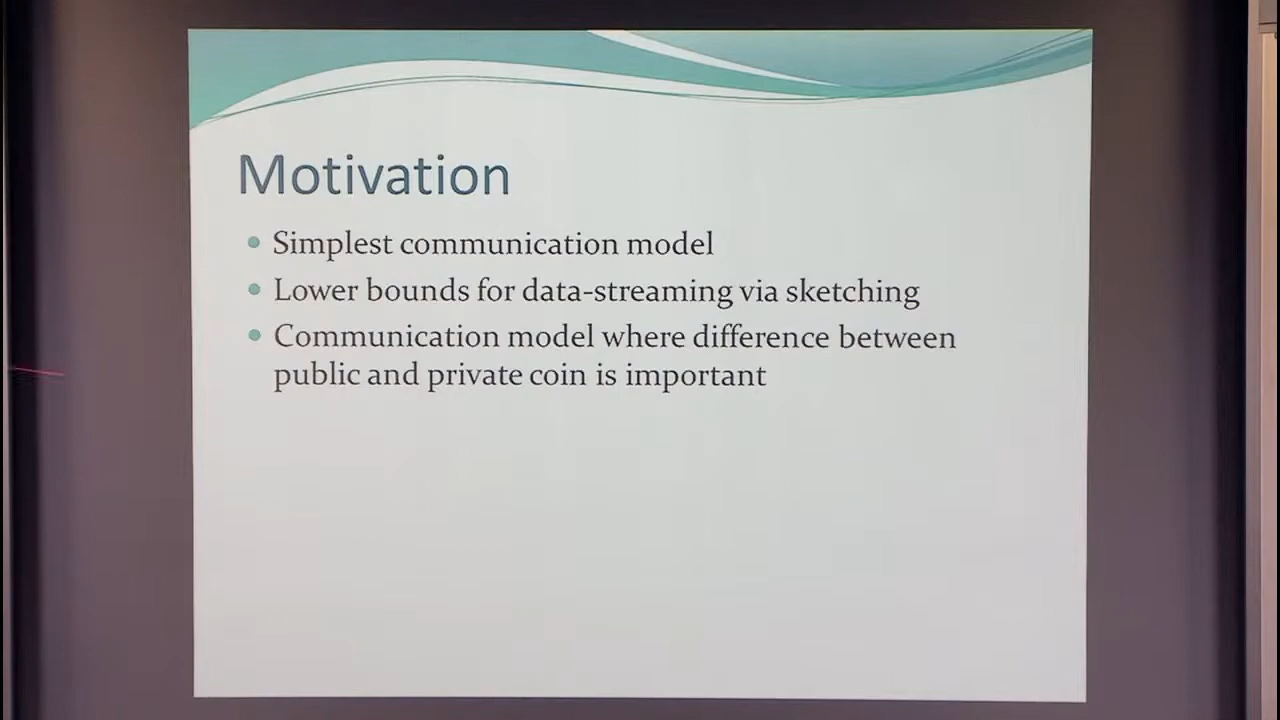 Motivation
Simplest communication model
Lower bounds for data-streaming via sketching
Communication model where difference between
public and private coin is important